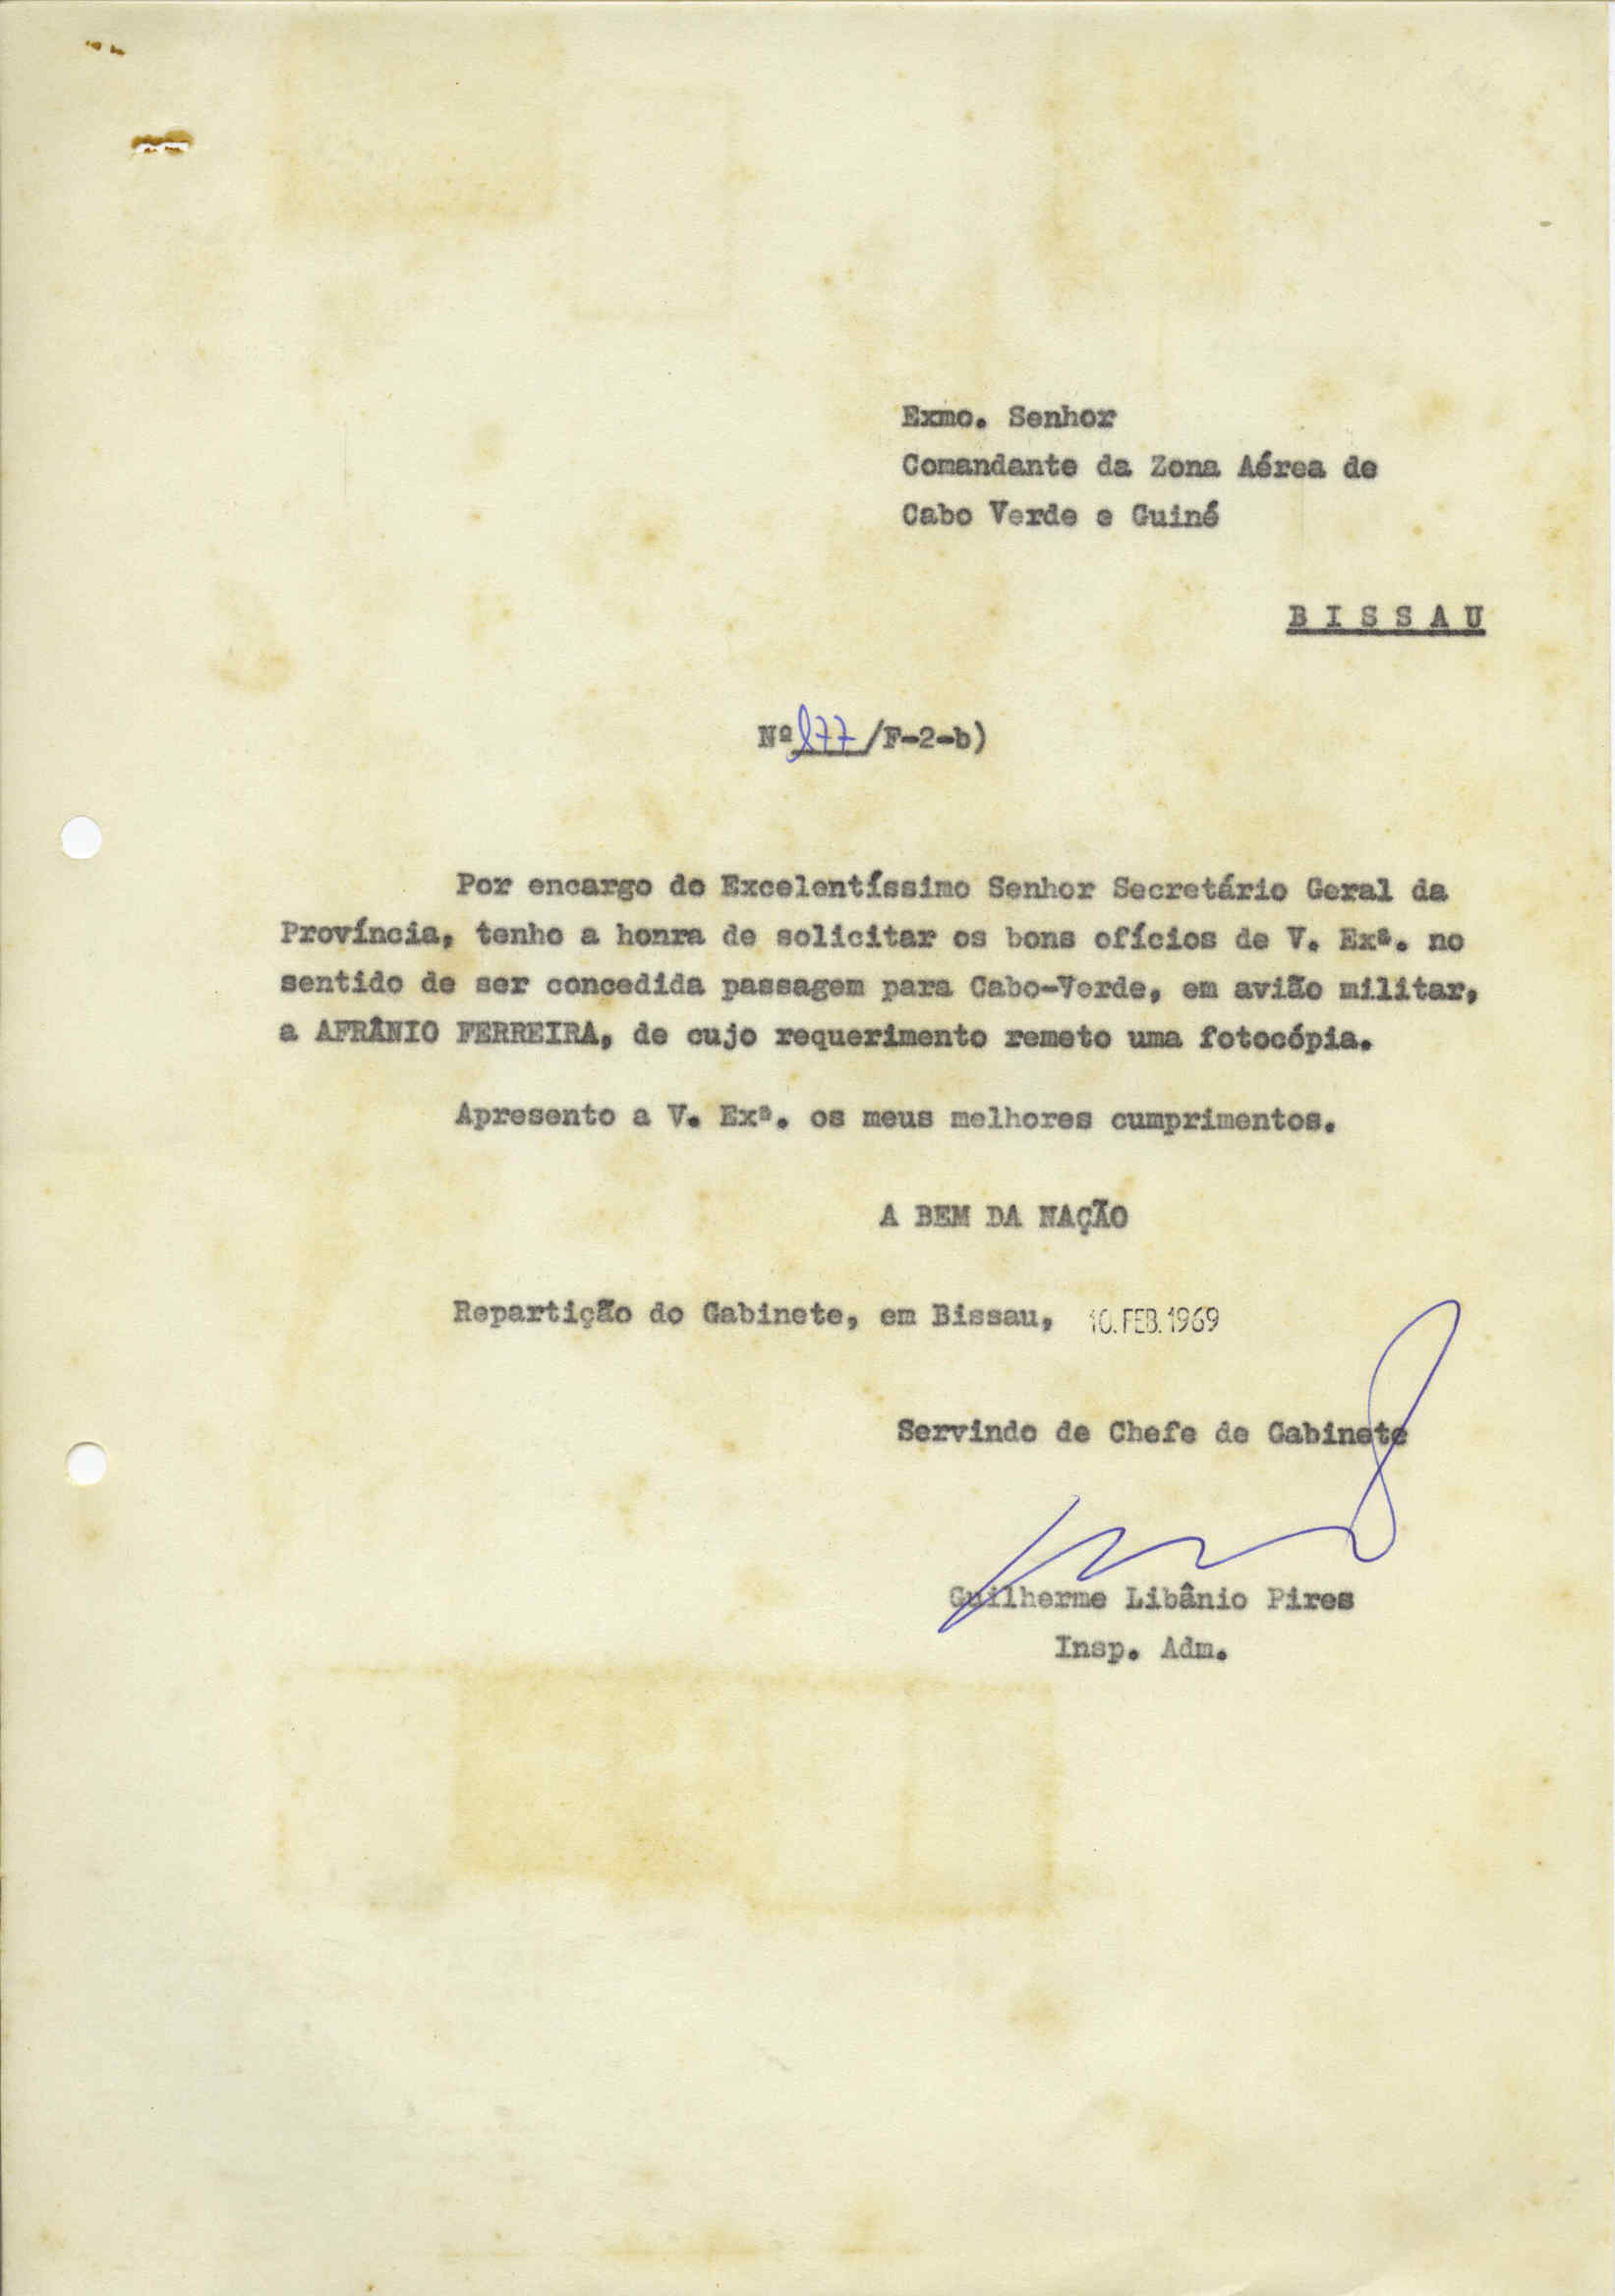 Exmo. Senhor
Comandante da Zona Aérea de
Cabo Verde e Guiné
B I S S A U
Nº 877/F-2-b)
Por encargo do Excelentíssimo Senhor Secretário Geral da
Província, tenho a honra de solicitar os bons ofícios de V. Exª. no
sentido de ser concedida passagem para Cabo-Verde, em avião militar,
a AFRÂNIO FERREIRA, de cujo requerimento remeto uma fotocópia.
Apresento a V. Exª. os meus melhores cumprimentos.
A BEM DA NAÇÃO
Repartição do Gabinete, em Bissau, 10. FEB. 1969
Servindo de Chefe de Gabinete
Guilherme Libânio Pires
Insp. Adm.